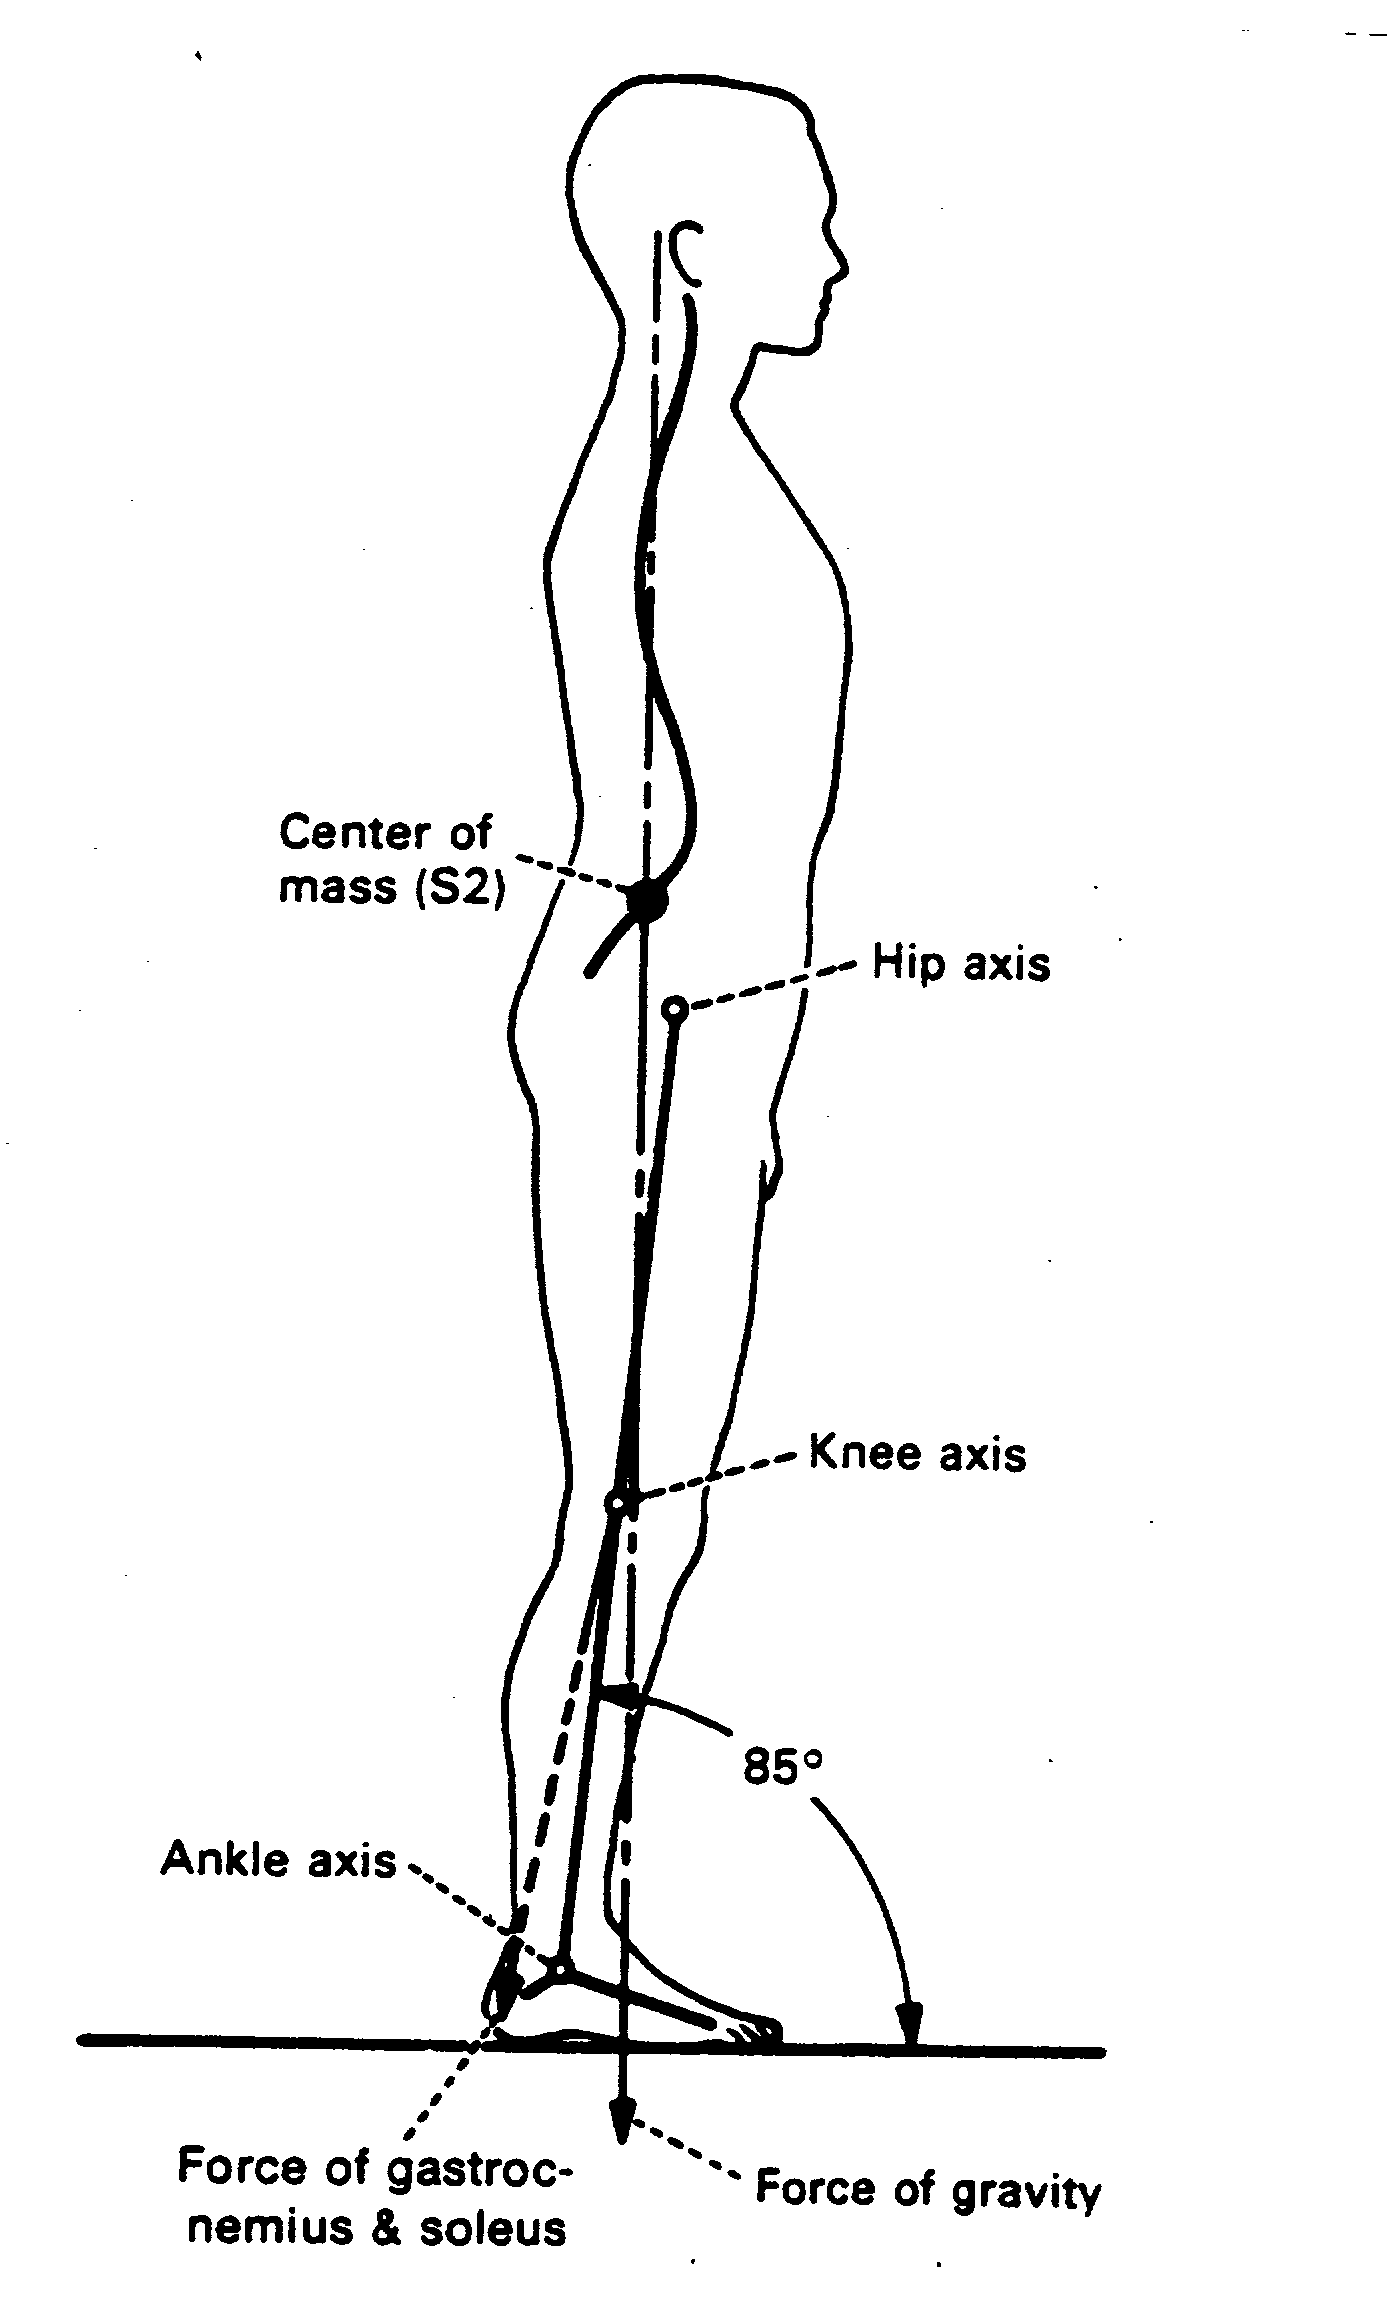 Center of
mass (S2)
Hip axis
Knee axis
85°
Ankle axis
Force of gastroc-
nemius & soleus
Force of gravity